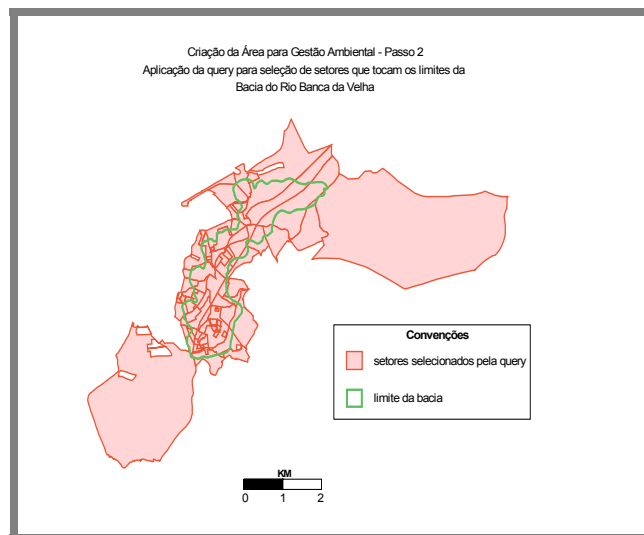 Criação da Área para Gestão Ambiental - Passo 2
Aplicação da query para seleção de setores que tocam os limites da
Bacia do Rio Banca da Velha
Convenções
setores selecionados pela query
limite da bacia
KM
0 1 2